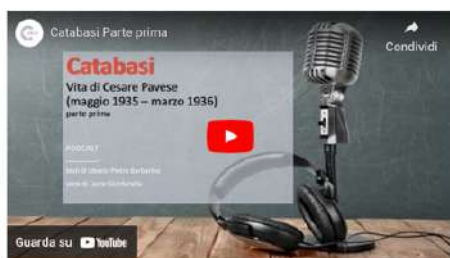 Catabasi Parte prima
Condividi
Catabasi
Vita di Cesare Pavese
(maggio 1935 – marzo 1936)
parte prima
PODCAST
Guarda su YouTube